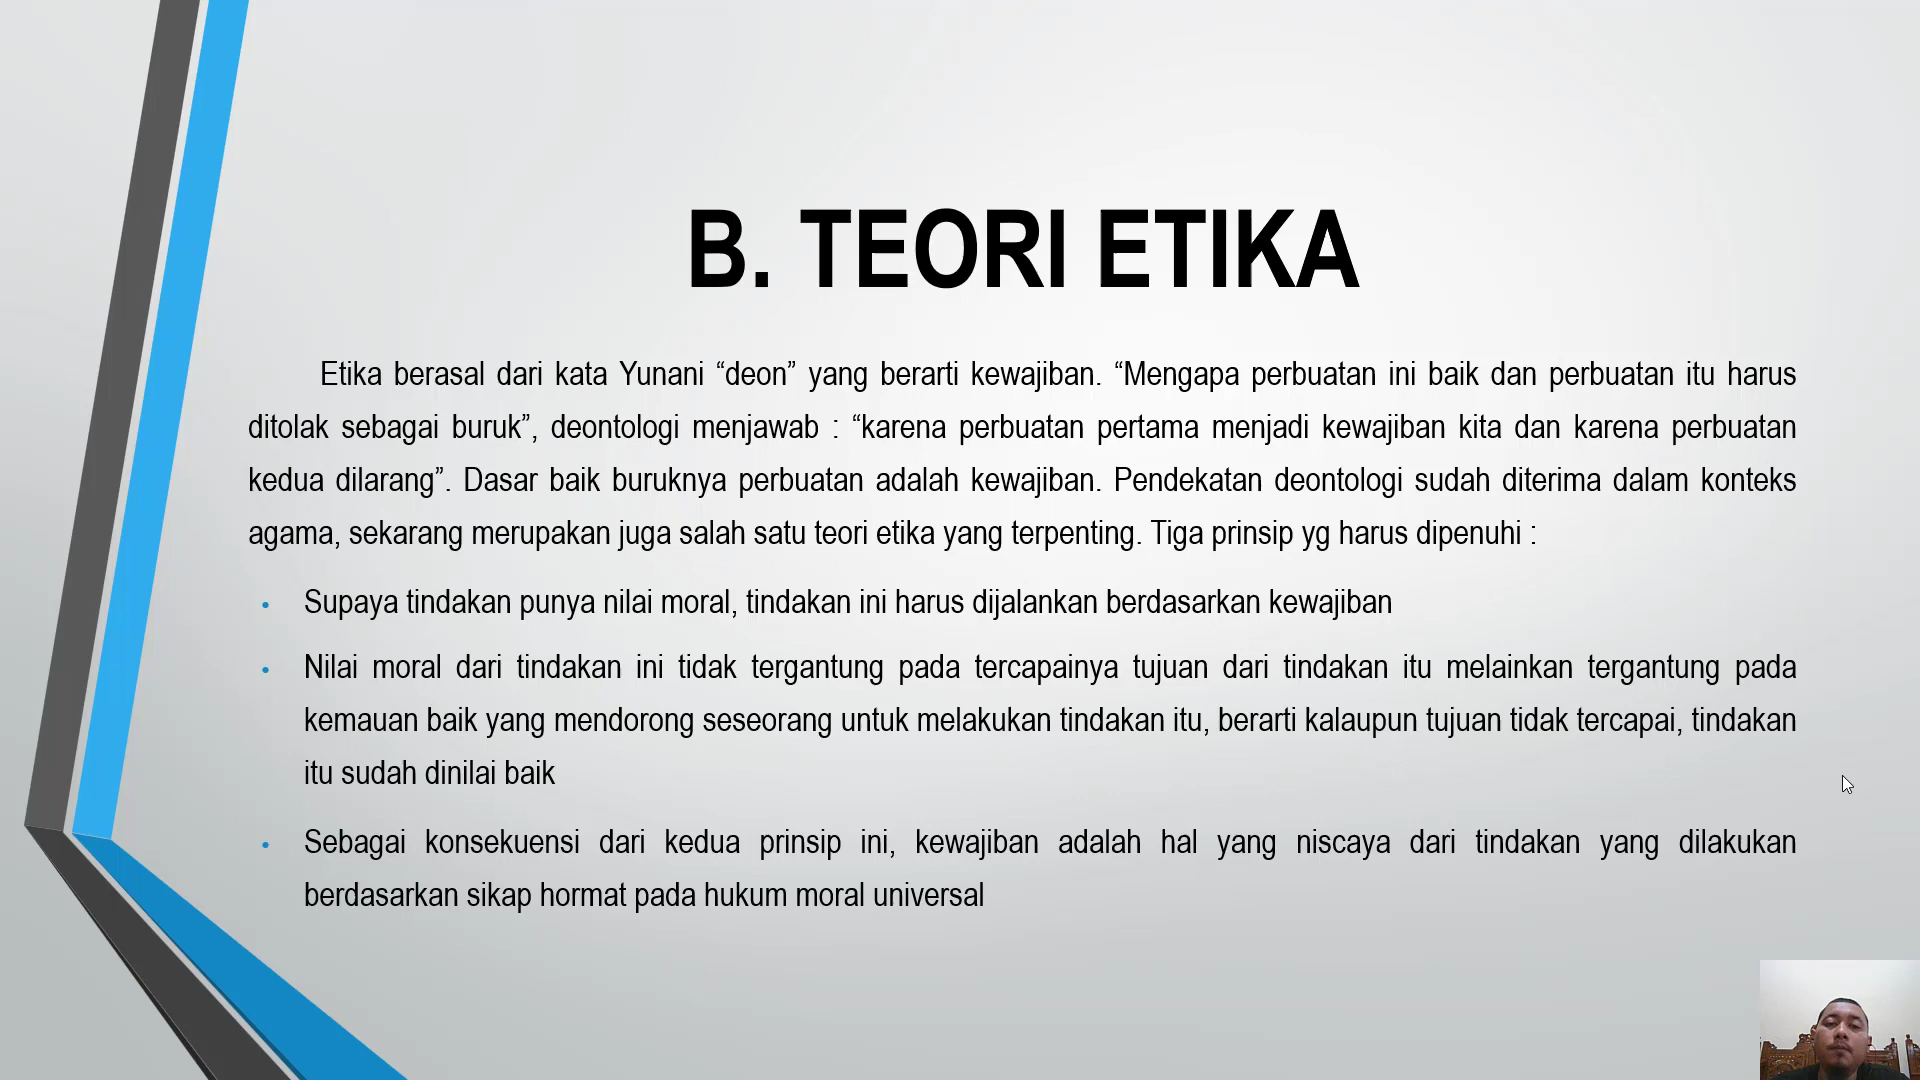 B. TEORI ETIKA
Etika berasal dari kata Yunani “deon” yang berarti kewajiban. “Mengapa perbuatan ini baik dan perbuatan itu harus
ditolak sebagai buruk”, deontologi menjawab : “karena perbuatan pertama menjadi kewajiban kita dan karena perbuatan
kedua dilarang”. Dasar baik buruknya perbuatan adalah kewajiban. Pendekatan deontologi sudah diterima dalam konteks
agama, sekarang merupakan juga salah satu teori etika yang terpenting. Tiga prinsip yg harus dipenuhi :
• Supaya tindakan punya nilai moral, tindakan ini harus dijalankan berdasarkan kewajiban
• Nilai moral dari tindakan ini tidak tergantung pada tercapainya tujuan dari tindakan itu melainkan tergantung pada
kemauan baik yang mendorong seseorang untuk melakukan tindakan itu, berarti kalaupun tujuan tidak tercapai, tindakan
itu sudah dinilai baik
• Sebagai konsekuensi dari kedua prinsip ini, kewajiban adalah hal yang niscaya dari tindakan yang dilakukan
berdasarkan sikap hormat pada hukum moral universal